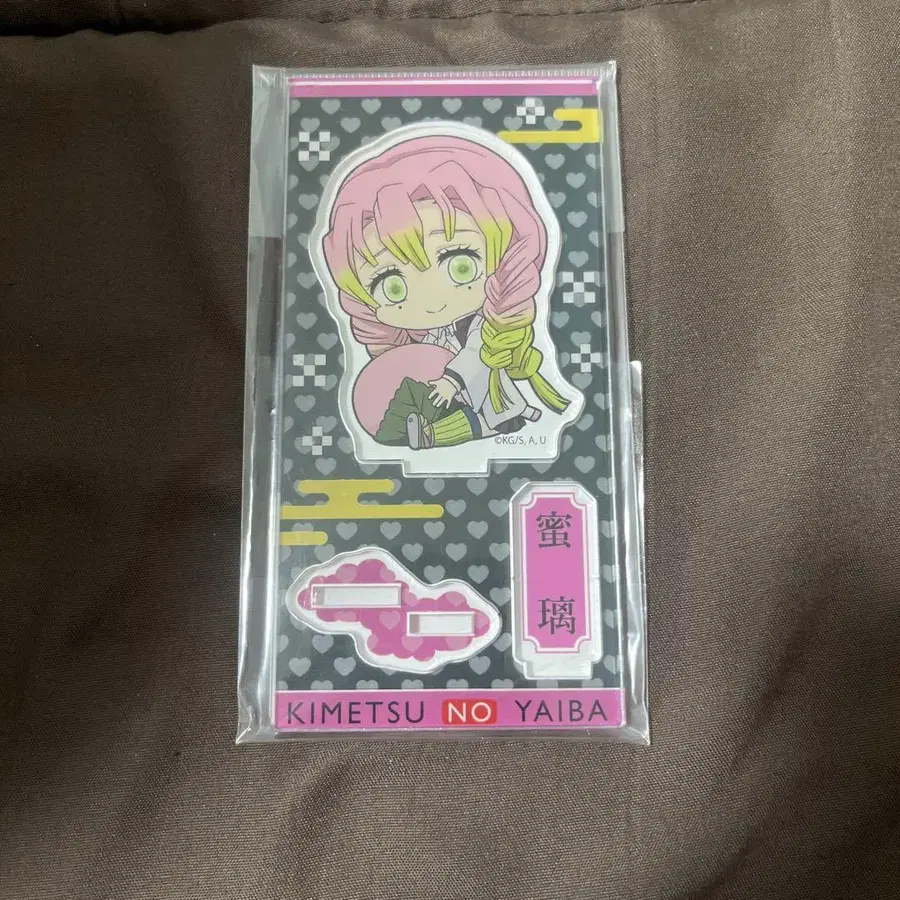 ©KG/S, A, U
蜜
璃
KIMETSU NO YAIBA